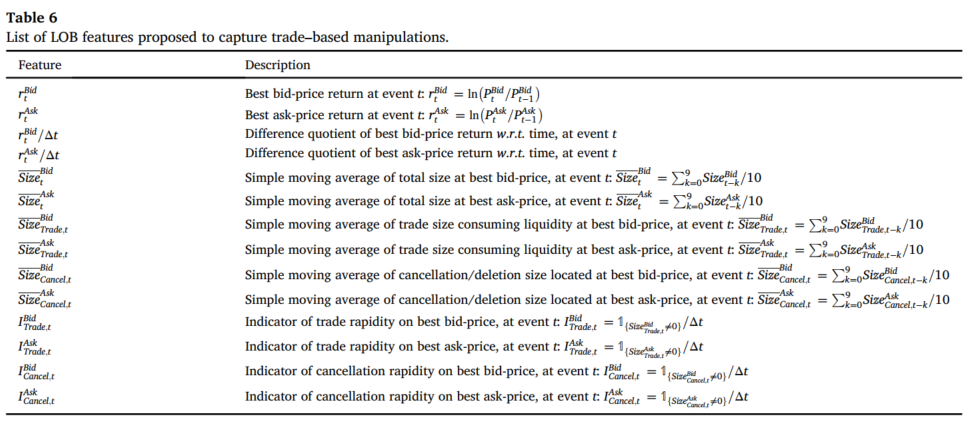 Table 6
List of LOB features proposed to capture trade–based manipulations.
Feature Description
$r_t^{Bid}$ Best bid-price return at event $t$: $r_t^{Bid} = \ln(P_t^{Bid}/P_{t-1}^{Bid})$
$r_t^{Ask}$ Best ask-price return at event $t$: $r_t^{Ask} = \ln(P_t^{Ask}/P_{t-1}^{Ask})$
$r_t^{Bid}/\Delta t$ Difference quotient of best bid-price return w.r.t. time, at event $t$
$r_t^{Ask}/\Delta t$ Difference quotient of best ask-price return w.r.t. time, at event $t$
$\overline{Size}_t^{Bid}$ Simple moving average of total size at best bid-price, at event $t$: $\overline{Size}_t^{Bid} = \sum_{k=0}^{9} Size_{t-k}^{Bid}/10$
$\overline{Size}_t^{Ask}$ Simple moving average of total size at best ask-price, at event $t$: $\overline{Size}_t^{Ask} = \sum_{k=0}^{9} Size_{t-k}^{Ask}/10$
$\overline{Size}_{Trade,t}^{Bid}$ Simple moving average of trade size consuming liquidity at best bid-price, at event $t$: $\overline{Size}_{Trade,t}^{Bid} = \sum_{k=0}^{9} Size_{Trade,t-k}^{Bid}/10$
$\overline{Size}_{Trade,t}^{Ask}$ Simple moving average of trade size consuming liquidity at best ask-price, at event $t$: $\overline{Size}_{Trade,t}^{Ask} = \sum_{k=0}^{9} Size_{Trade,t-k}^{Ask}/10$
$\overline{Size}_{Cancel,t}^{Bid}$ Simple moving average of cancellation/deletion size located at best bid-price, at event $t$: $\overline{Size}_{Cancel,t}^{Bid} = \sum_{k=0}^{9} Size_{Cancel,t-k}^{Bid}/10$
$\overline{Size}_{Cancel,t}^{Ask}$ Simple moving average of cancellation/deletion size located at best ask-price, at event $t$: $\overline{Size}_{Cancel,t}^{Ask} = \sum_{k=0}^{9} Size_{Cancel,t-k}^{Ask}/10$
$I_{Trade,t}^{Bid}$ Indicator of trade rapidity on best bid-price, at event $t$: $I_{Trade,t}^{Bid} = \mathbb{1}_{\{Size_{Trade,t}^{Bid} \neq 0\}}/\Delta t$
$I_{Trade,t}^{Ask}$ Indicator of trade rapidity on best ask-price, at event $t$: $I_{Trade,t}^{Ask} = \mathbb{1}_{\{Size_{Trade,t}^{Ask} \neq 0\}}/\Delta t$
$I_{Cancel,t}^{Bid}$ Indicator of cancellation rapidity on best bid-price, at event $t$: $I_{Cancel,t}^{Bid} = \mathbb{1}_{\{Size_{Cancel,t}^{Bid} \neq 0\}}/\Delta t$
$I_{Cancel,t}^{Ask}$ Indicator of cancellation rapidity on best ask-price, at event $t$: $I_{Cancel,t}^{Ask} = \mathbb{1}_{\{Size_{Cancel,t}^{Ask} \neq 0\}}/\Delta t$